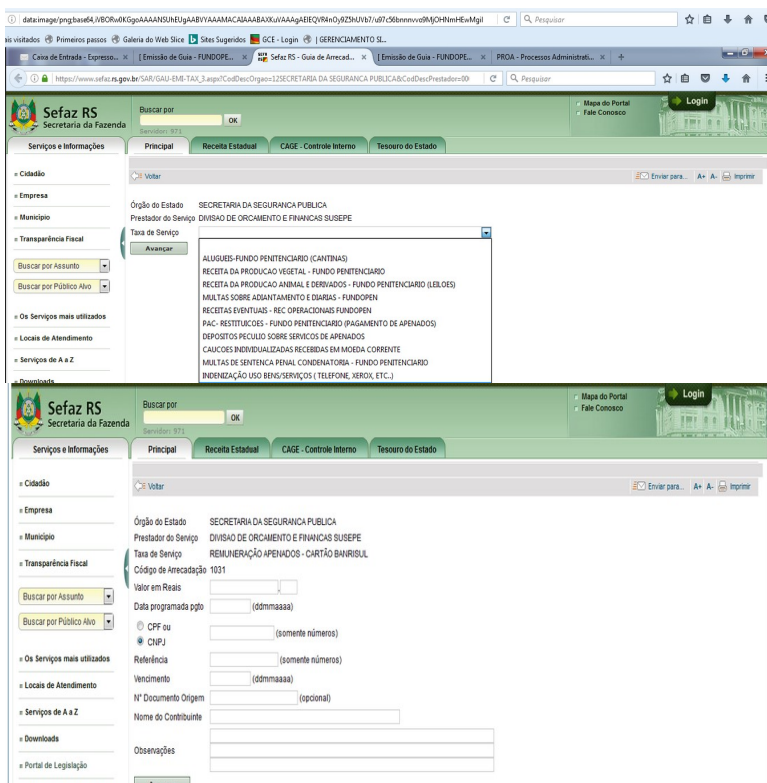 data:image/png;base64,iVBORw0KGgoAAAANSUhEUgAABVYAAAMACAIAAABAXKuYAAAgAEIEQVR4nOy9Z5hUVb7/u97c56bnnnvvo9MjOHNmHEwMgiI
Pesquisar
is visitados Primeiros passos Galeria do Web Slice Sites Sugeridos GCE - Login | GERENCIAMENTO SI...
Caixa de Entrada - Expresso... × [ Emissão de Guia - FUNDOPE... × Sefaz RS - Guia de Arrecad... × [ Emissão de Guia - FUNDOPE... × PROA - Processos Administrati... × +
https://www.sefaz.rs.gov.br/SAR/GAU-EMI-TAX_3.aspx?CodDescOrgao=12SECRETARIA DA SEGURANCA PUBLICA&CodDescPrestador=00
Pesquisar
Sefaz RS
Secretaria da Fazenda
Buscar por
OK
Servidor: 971
Mapa do Portal
Fale Conosco
Login
Serviços e Informações Principal Receita Estadual CAGE - Controle Interno Tesouro do Estado
Cidadão
Voltar
Enviar para... A+ A- Imprimir
Empresa
Município
Transparência Fiscal
Buscar por Assunto
Buscar por Público Alvo
Os Serviços mais utilizados
Locais de Atendimento
Serviços de A a Z
Downloads
Órgão do Estado SECRETARIA DA SEGURANCA PUBLICA
Prestador do Serviço DIVISAO DE ORCAMENTO E FINANCAS SUSEPE
Taxa de Serviço
Avançar
ALUGUEIS-FUNDO PENITENCIARIO (CANTINAS)
RECEITA DA PRODUCAO VEGETAL - FUNDO PENITENCIARIO
RECEITA DA PRODUCAO ANIMAL E DERIVADOS - FUNDO PENITENCIARIO (LEILOES)
MULTAS SOBRE ADIANTAMENTO E DIARIAS - FUNDOPEN
RECEITAS EVENTUAIS - REC OPERACIONAIS FUNDOPEN
PAC- RESTITUICOES - FUNDO PENITENCIARIO (PAGAMENTO DE APENADOS)
DEPOSITOS PECULIO SOBRE SERVICOS DE APENADOS
CAUCOES INDIVIDUALIZADAS RECEBIDAS EM MOEDA CORRENTE
MULTAS DE SENTENCA PENAL CONDENATORIA - FUNDO PENITENCIARIO
INDENIZAÇÃO USO BENS/SERVIÇOS ( TELEFONE, XEROX, ETC..)
Sefaz RS
Secretaria da Fazenda
Buscar por
OK
Servidor: 971
Mapa do Portal
Fale Conosco
Login
Serviços e Informações Principal Receita Estadual CAGE - Controle Interno Tesouro do Estado
Cidadão
Voltar
Enviar para... A+ A- Imprimir
Empresa
Município
Transparência Fiscal
Buscar por Assunto
Buscar por Público Alvo
Os Serviços mais utilizados
Locais de Atendimento
Serviços de A a Z
Downloads
Portal de Legislação
Órgão do Estado SECRETARIA DA SEGURANCA PUBLICA
Prestador do Serviço DIVISAO DE ORCAMENTO E FINANCAS SUSEPE
Taxa de Serviço REMUNERAÇÃO APENADOS - CARTÃO BANRISUL
Código de Arrecadação 1031
Valor em Reais ,
Data programada pgto (ddmmaaaa)
CPF ou
CNPJ (somente números)
Referência (somente números)
Vencimento (ddmmaaaa)
N° Documento Origem (opcional)
Nome do Contribuinte
Observações